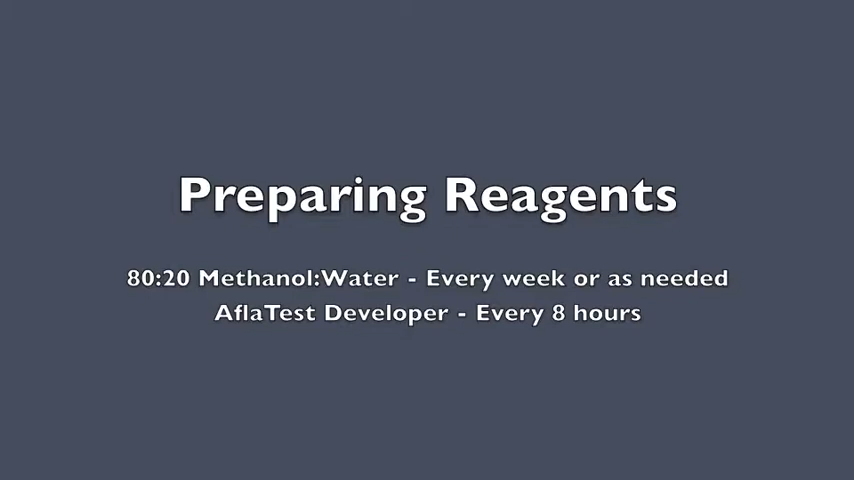 Preparing Reagents
80:20 Methanol:Water - Every week or as needed
AflaTest Developer - Every 8 hours